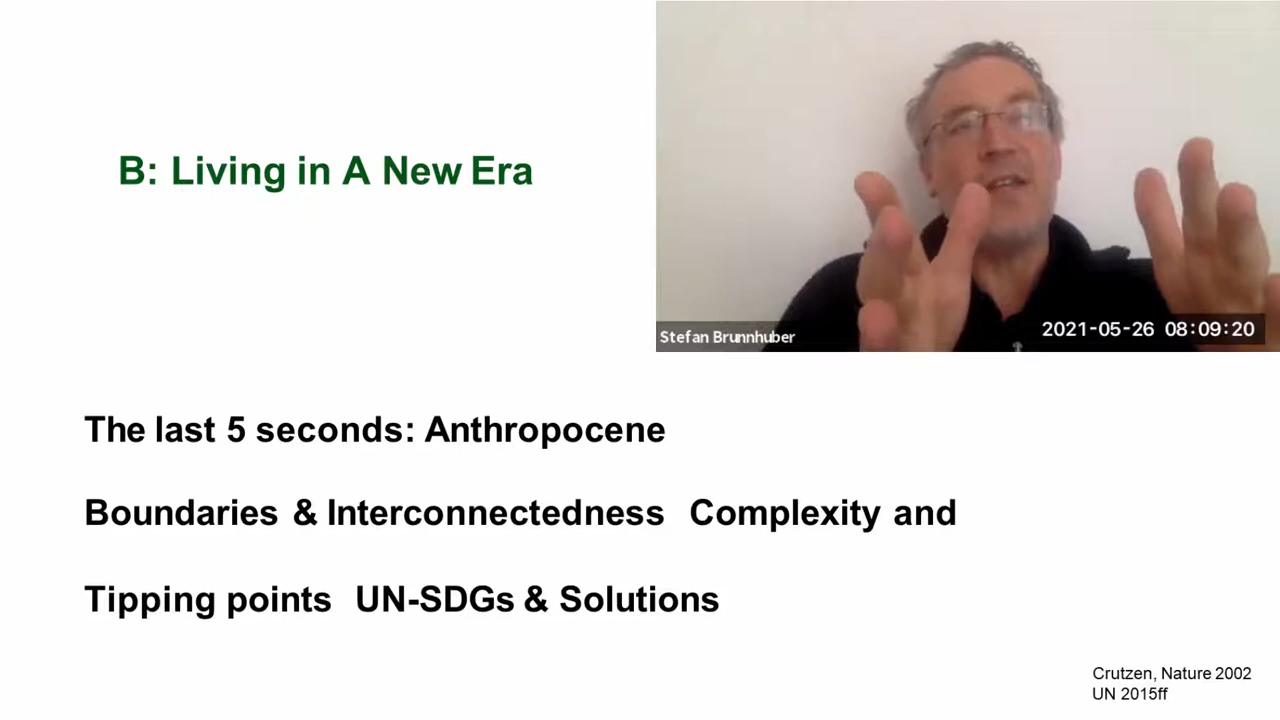 B: Living in A New Era
Stefan Brunnhuber
2021-05-26 08:09:20
The last 5 seconds: Anthropocene
Boundaries & Interconnectedness Complexity and
Tipping points UN-SDGs & Solutions
Crutzen, Nature 2002
UN 2015ff